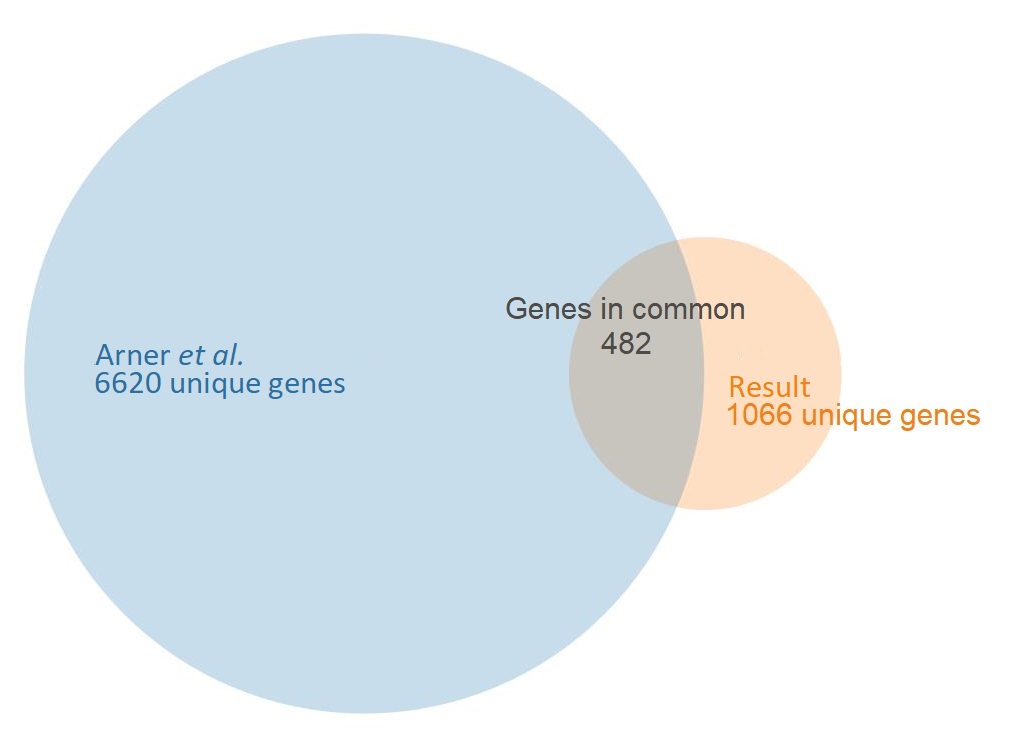 Genes in common
482
Arner et al.
6620 unique genes
Result
1066 unique genes